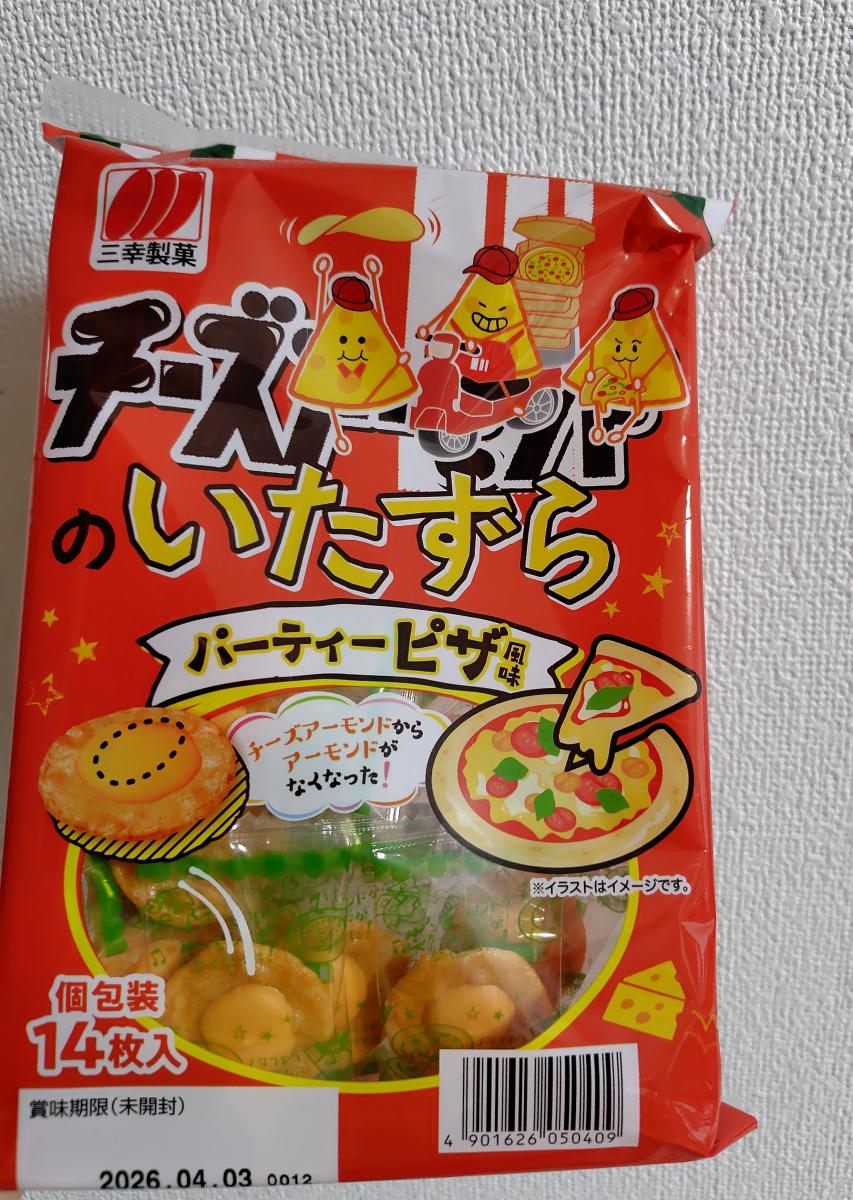 三幸製菓
チーズ
のいたずら
パーティーピザ風味
チーズアーモンドから
アーモンドが
なくなった!
※イラストはイメージです。
個包装
14枚入
賞味期限(未開封)
4 901626 050409
2026.04.03 0912